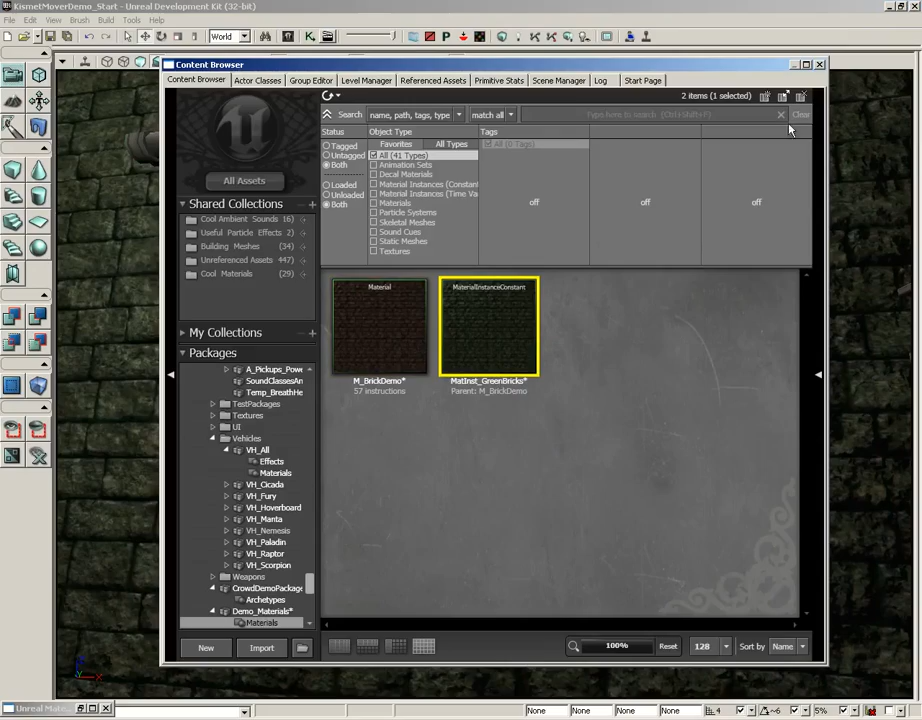 KismetMoverDemo_Start - Unreal Development Kit (32-bit)
File Edit View Brush Build Tools Help
World
Content Browser
Content Browser Actor Classes Group Editor Level Manager Referenced Assets Primitive Stats Scene Manager Log Start Page
2 items (1 selected)
Search name, path, tags, type match all Type here to search (Ctrl+Shift+F) Clear
Status Object Type Tags
Tagged Favorites All Types All (0 Tags)
Untagged All (41 Types)
Both Animation Sets
Decal Materials
Loaded Material Instances (Constan
Unloaded Material Instances (Time Va
Both Materials off off off
Particle Systems
Skeletal Meshes
Sound Cues
Static Meshes
Textures
All Assets
Shared Collections
Cool Ambient Sounds 16)
Useful Particle Effects 2)
Building Meshes (34)
Unreferenced Assets (447)
Cool Materials (29)
My Collections
Packages
A_Pickups_Powe
SoundClassesAn
Temp_BreathHe
TestPackages
Textures
UI
Vehicles
VH_All
Effects
Materials
VH_Cicada
VH_Fury
VH_Hoverboard
VH_Manta
VH_Nemesis
VH_Paladin
VH_Raptor
VH_Scorpion
Weapons
CrowdDemoPackage
Archetypes
Demo_Materials*
Materials
New Import
Material MaterialInstanceConstant
M_BrickDemo* MatInst_GreenBricks*
57 instructions Parent: M_BrickDemo
100% Reset 128 Sort by Name
Unreal Mate... None None None None 4 ~6 5%